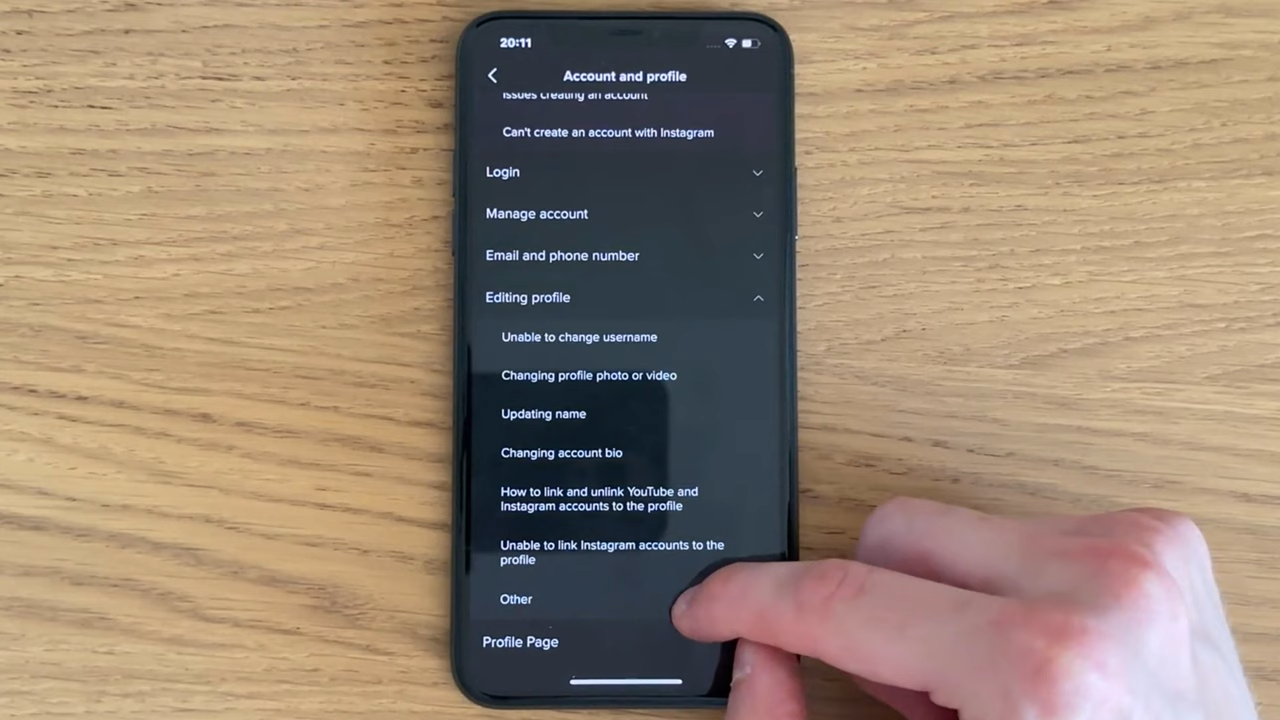 20:11
Account and profile
Issues creating an account
Can't create an account with Instagram
Login
Manage account
Email and phone number
Editing profile
Unable to change username
Changing profile photo or video
Updating name
Changing account bio
How to link and unlink YouTube and
Instagram accounts to the profile
Unable to link Instagram accounts to the
profile
Other
Profile Page